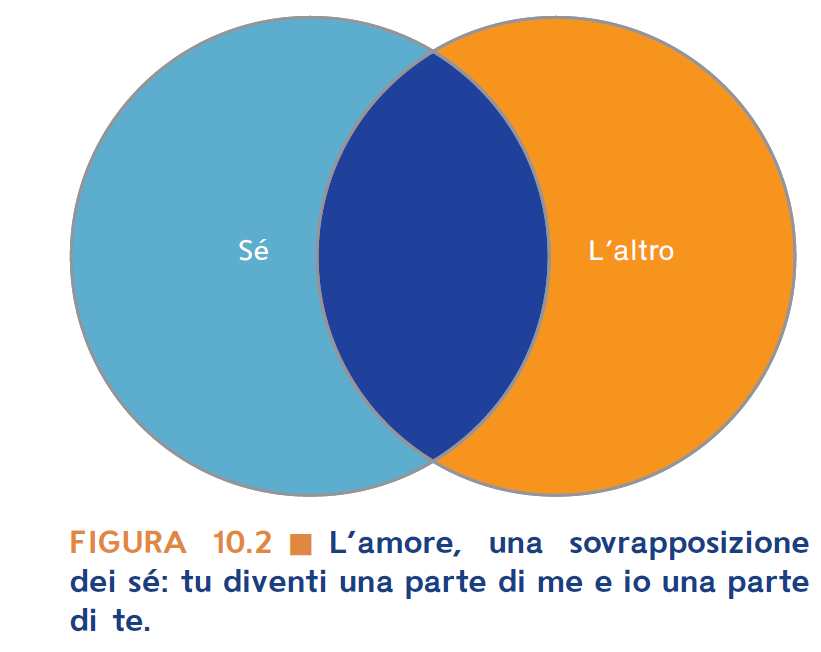 Sé
L'altro
FIGURA 10.2 ■ L'amore, una sovrapposizione
dei sé: tu diventi una parte di me e io una parte
di te.